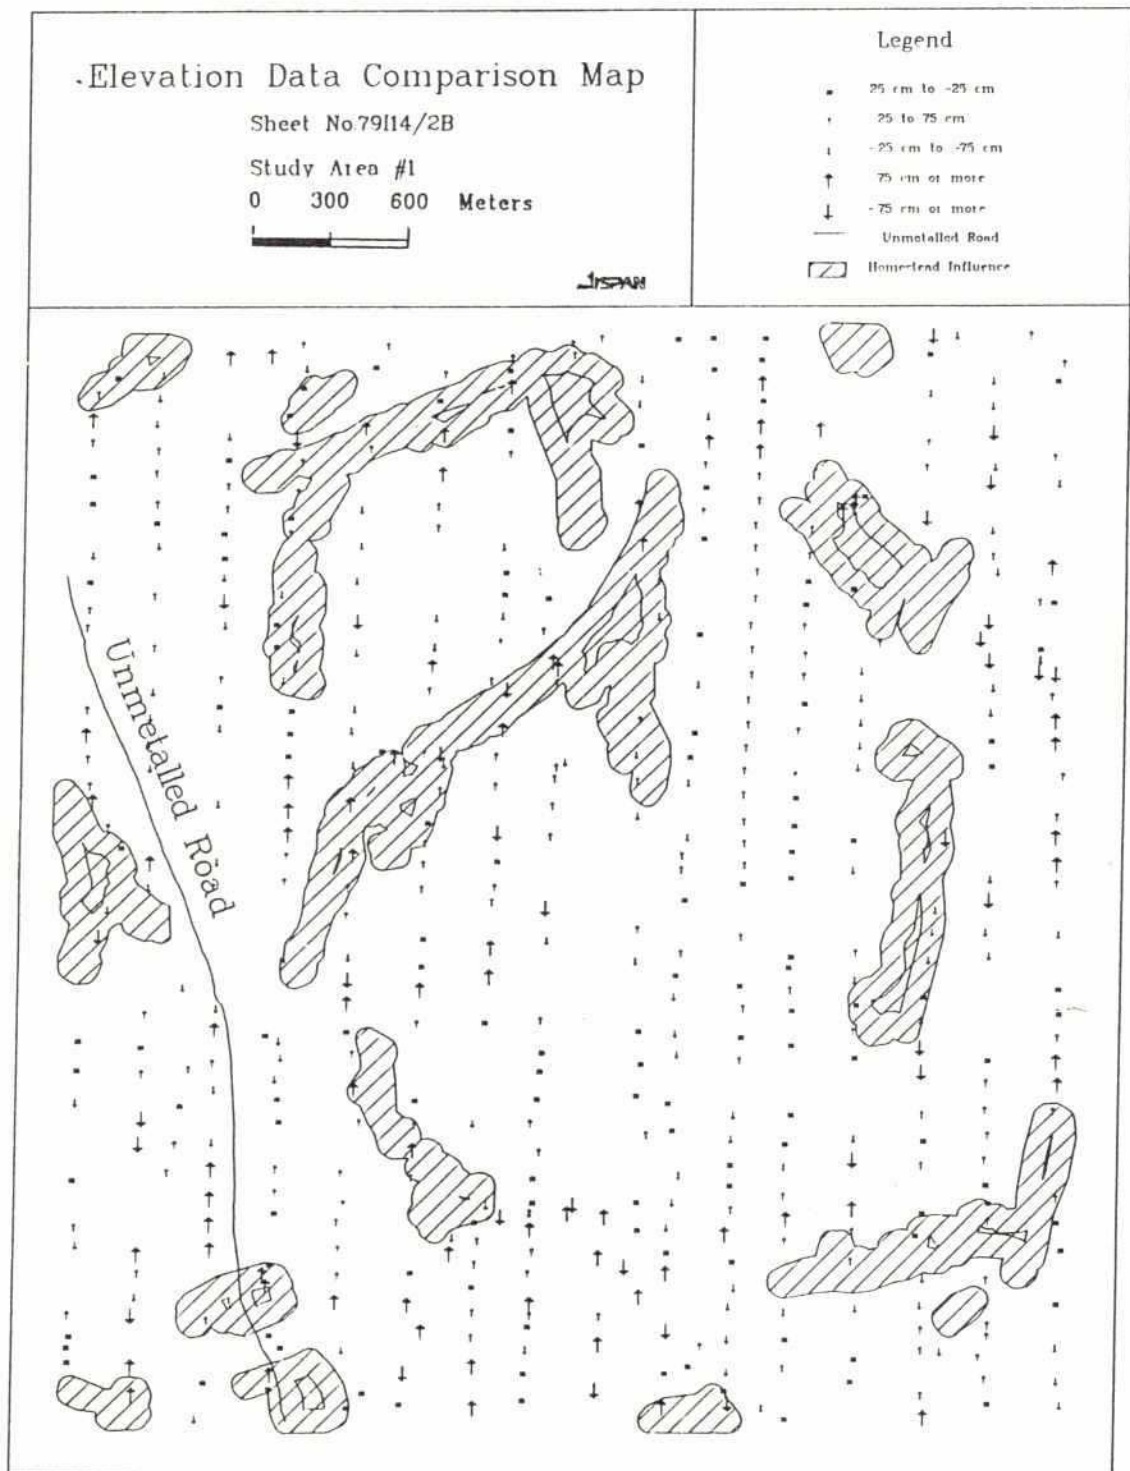 Elevation Data Comparison Map
Sheet No.79I14/2B
Study Area #1
0 300 600 Meters
ISPAN
Legend
25 cm to -25 cm
25 to 75 cm
-25 cm to -75 cm
75 cm or more
-75 cm or more
Unmetalled Road
Homestead Influence
Unmetalled Road